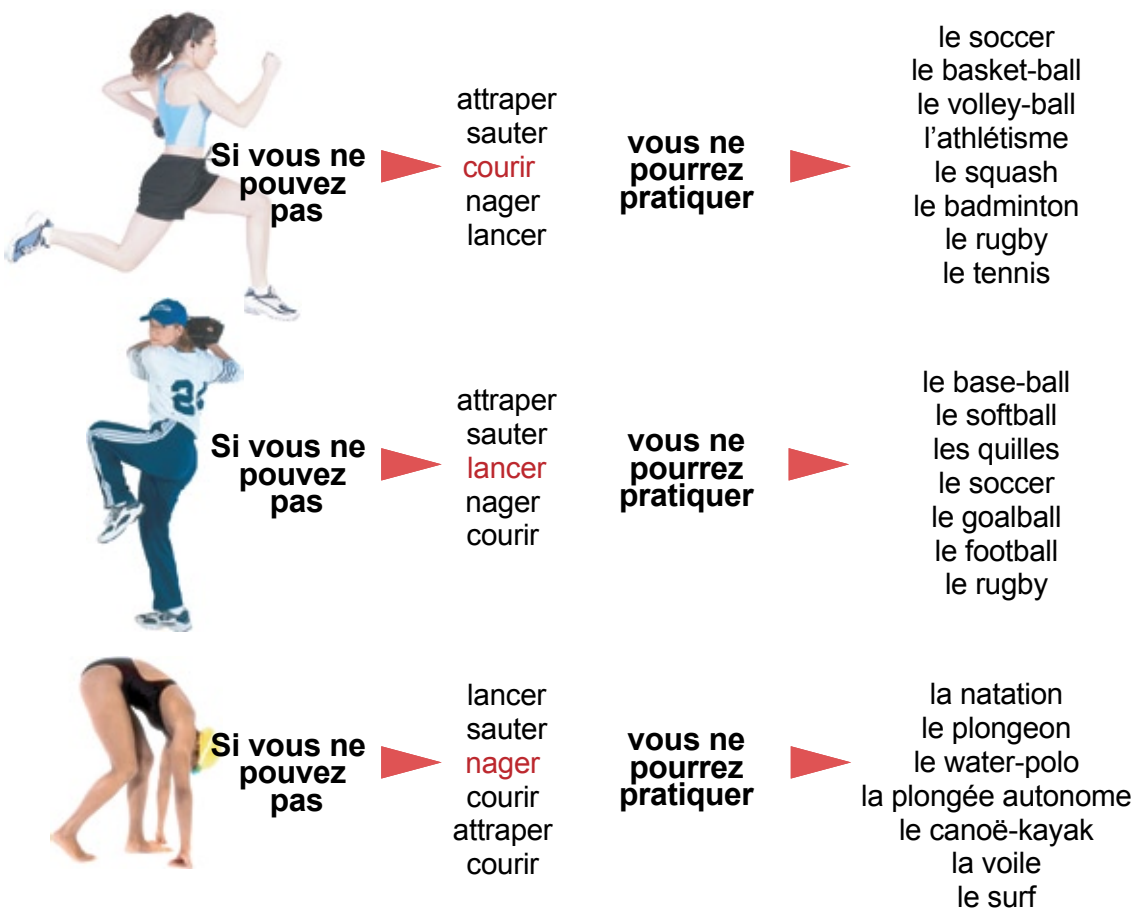 Si vous ne
pouvez
pas
attraper
sauter
courir
nager
lancer
vous ne
pourrez
pratiquer
le soccer
le basket-ball
le volley-ball
l’athlétisme
le squash
le badminton
le rugby
le tennis
Si vous ne
pouvez
pas
attraper
sauter
lancer
nager
courir
vous ne
pourrez
pratiquer
le base-ball
le softball
les quilles
le soccer
le goalball
le football
le rugby
Si vous ne
pouvez
pas
lancer
sauter
nager
courir
attraper
courir
vous ne
pourrez
pratiquer
la natation
le plongeon
le water-polo
la plongée autonome
le canoë-kayak
la voile
le surf